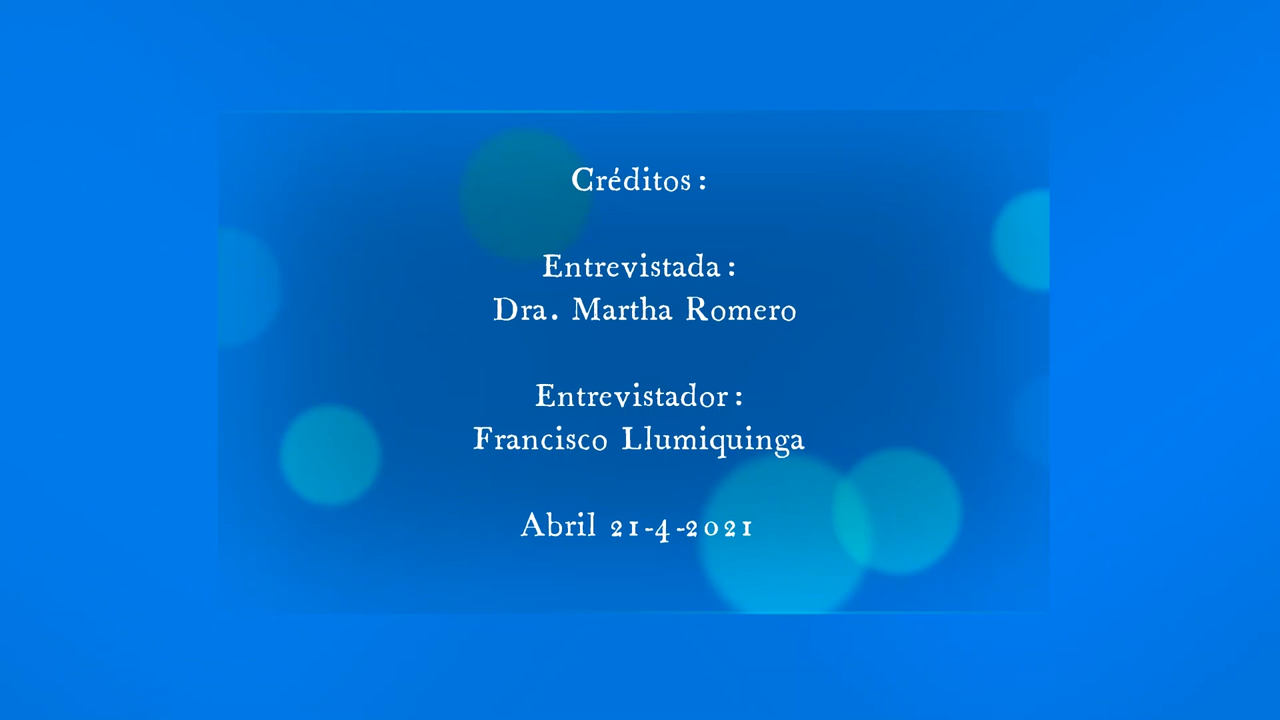 Créditos:
Entrevistada:
Dra. Martha Romero
Entrevistador:
Francisco Llumiquinga
Abril 21-4-2021